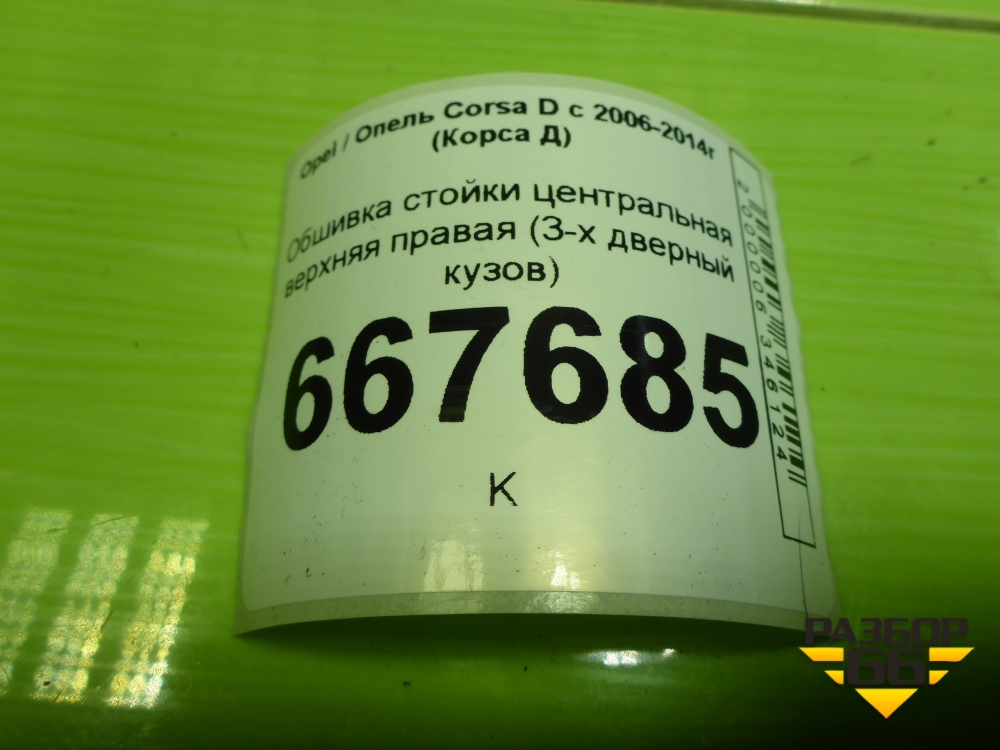 Opel / Опель Corsa D с 2006-2014г
(Корса Д)
Обшивка стойки центральная
верхняя правая (3-х дверный
кузов)
667685
К
2000006346124
РАЗБОР
66